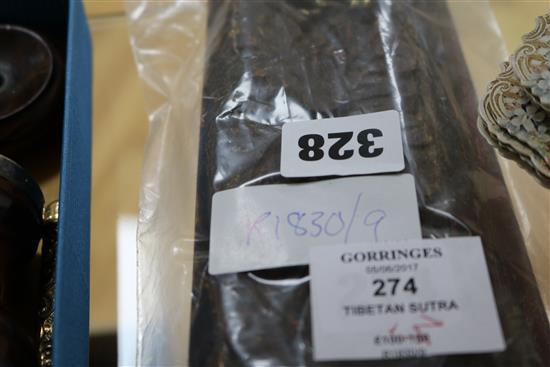 328
R1830/9
GORRINGES
05/06/2017
274
TIBETAN SUTRA